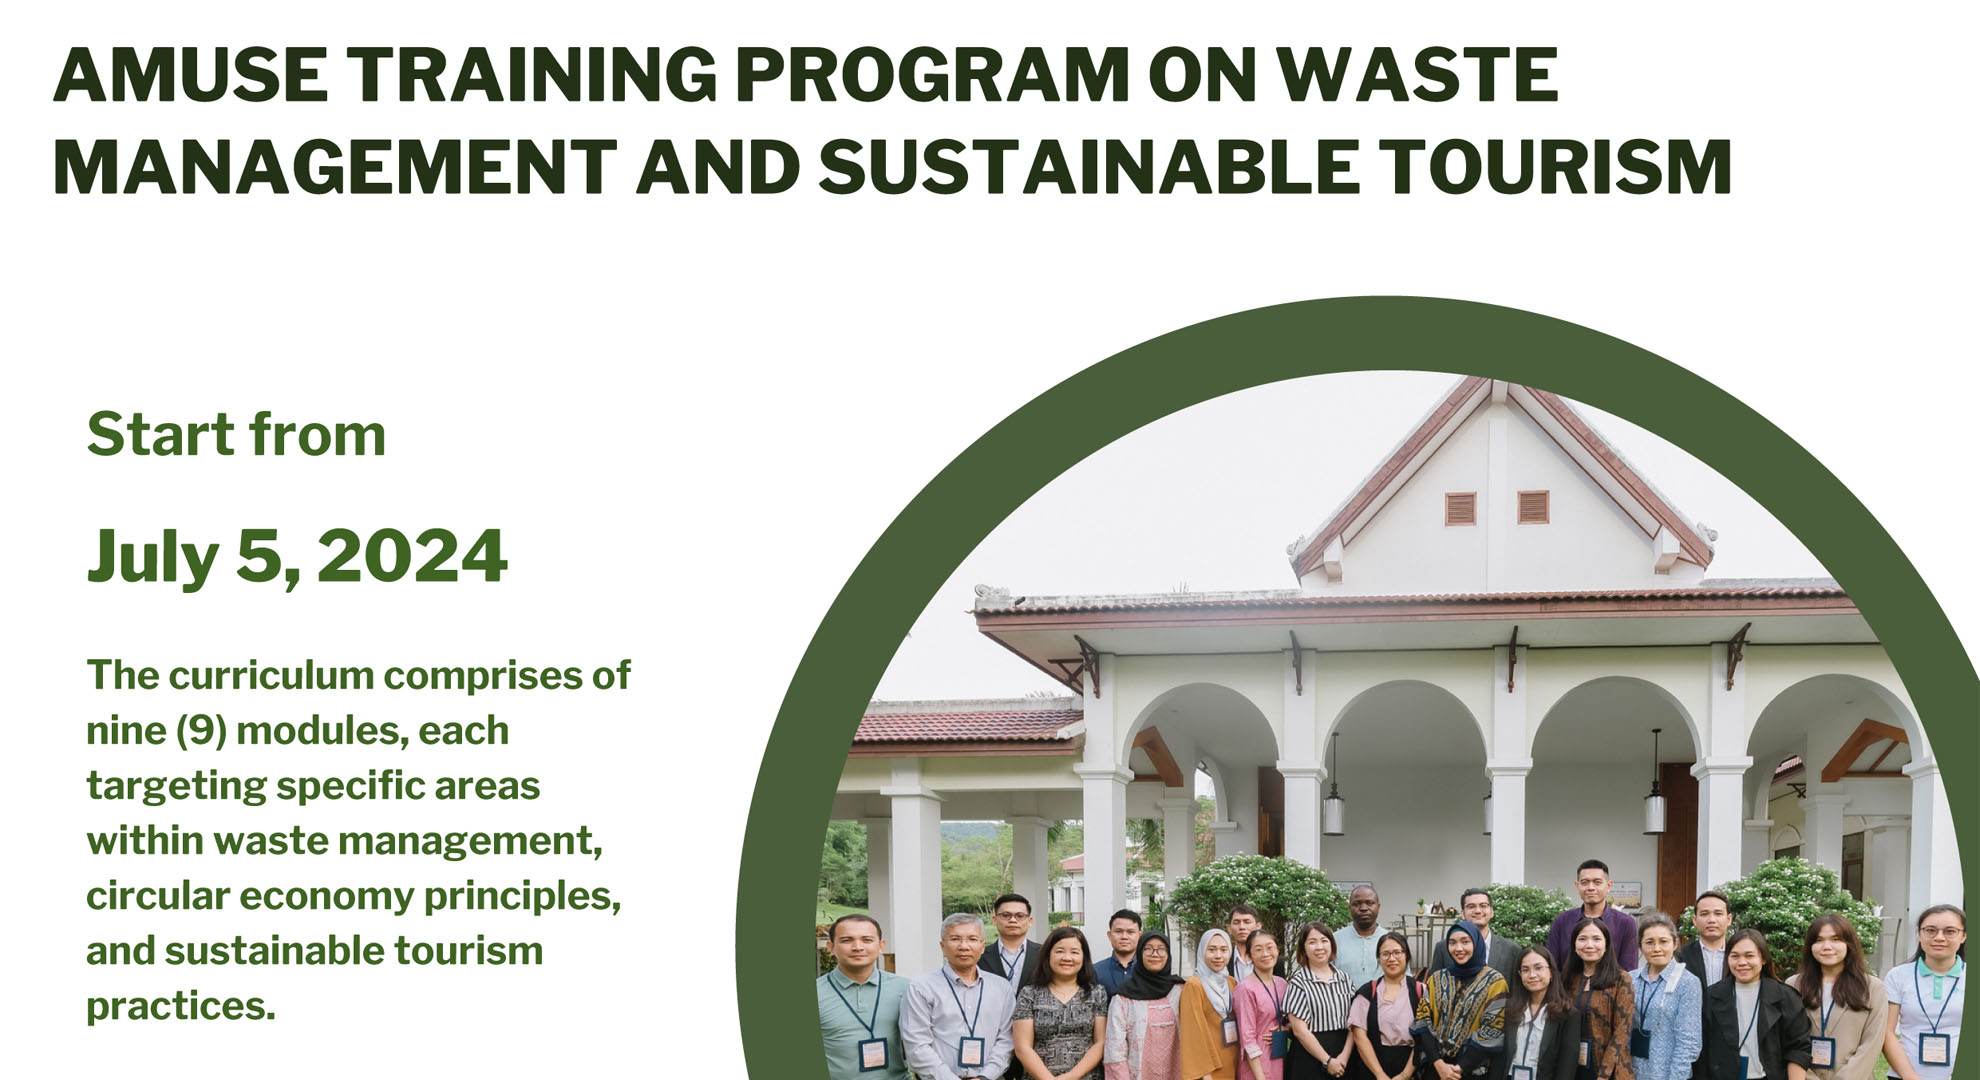 AMUSE TRAINING PROGRAM ON WASTE
MANAGEMENT AND SUSTAINABLE TOURISM
Start from
July 5, 2024
The curriculum comprises of
nine (9) modules, each
targeting specific areas
within waste management,
circular economy principles,
and sustainable tourism
practices.